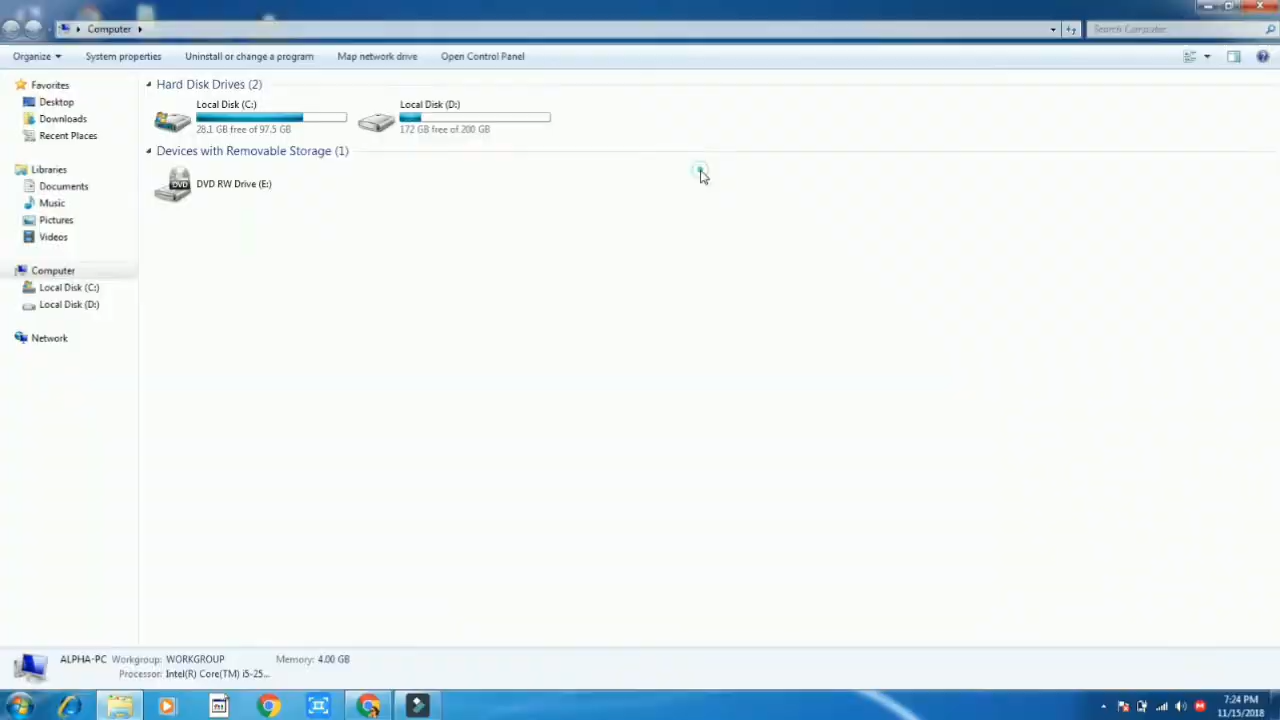 Computer
Search Computer
Organize
System properties
Uninstall or change a program
Map network drive
Open Control Panel
Favorites
Desktop
Downloads
Recent Places
Libraries
Documents
Music
Pictures
Videos
Computer
Local Disk (C:)
Local Disk (D:)
Network
Hard Disk Drives (2)
Local Disk (C:)
28.1 GB free of 97.5 GB
Local Disk (D:)
172 GB free of 200 GB
Devices with Removable Storage (1)
DVD
DVD RW Drive (E:)
ALPHA-PC Workgroup: WORKGROUP Memory: 4.00 GB
Processor: Intel(R) Core(TM) i5-25...
7:24 PM
11/15/2018